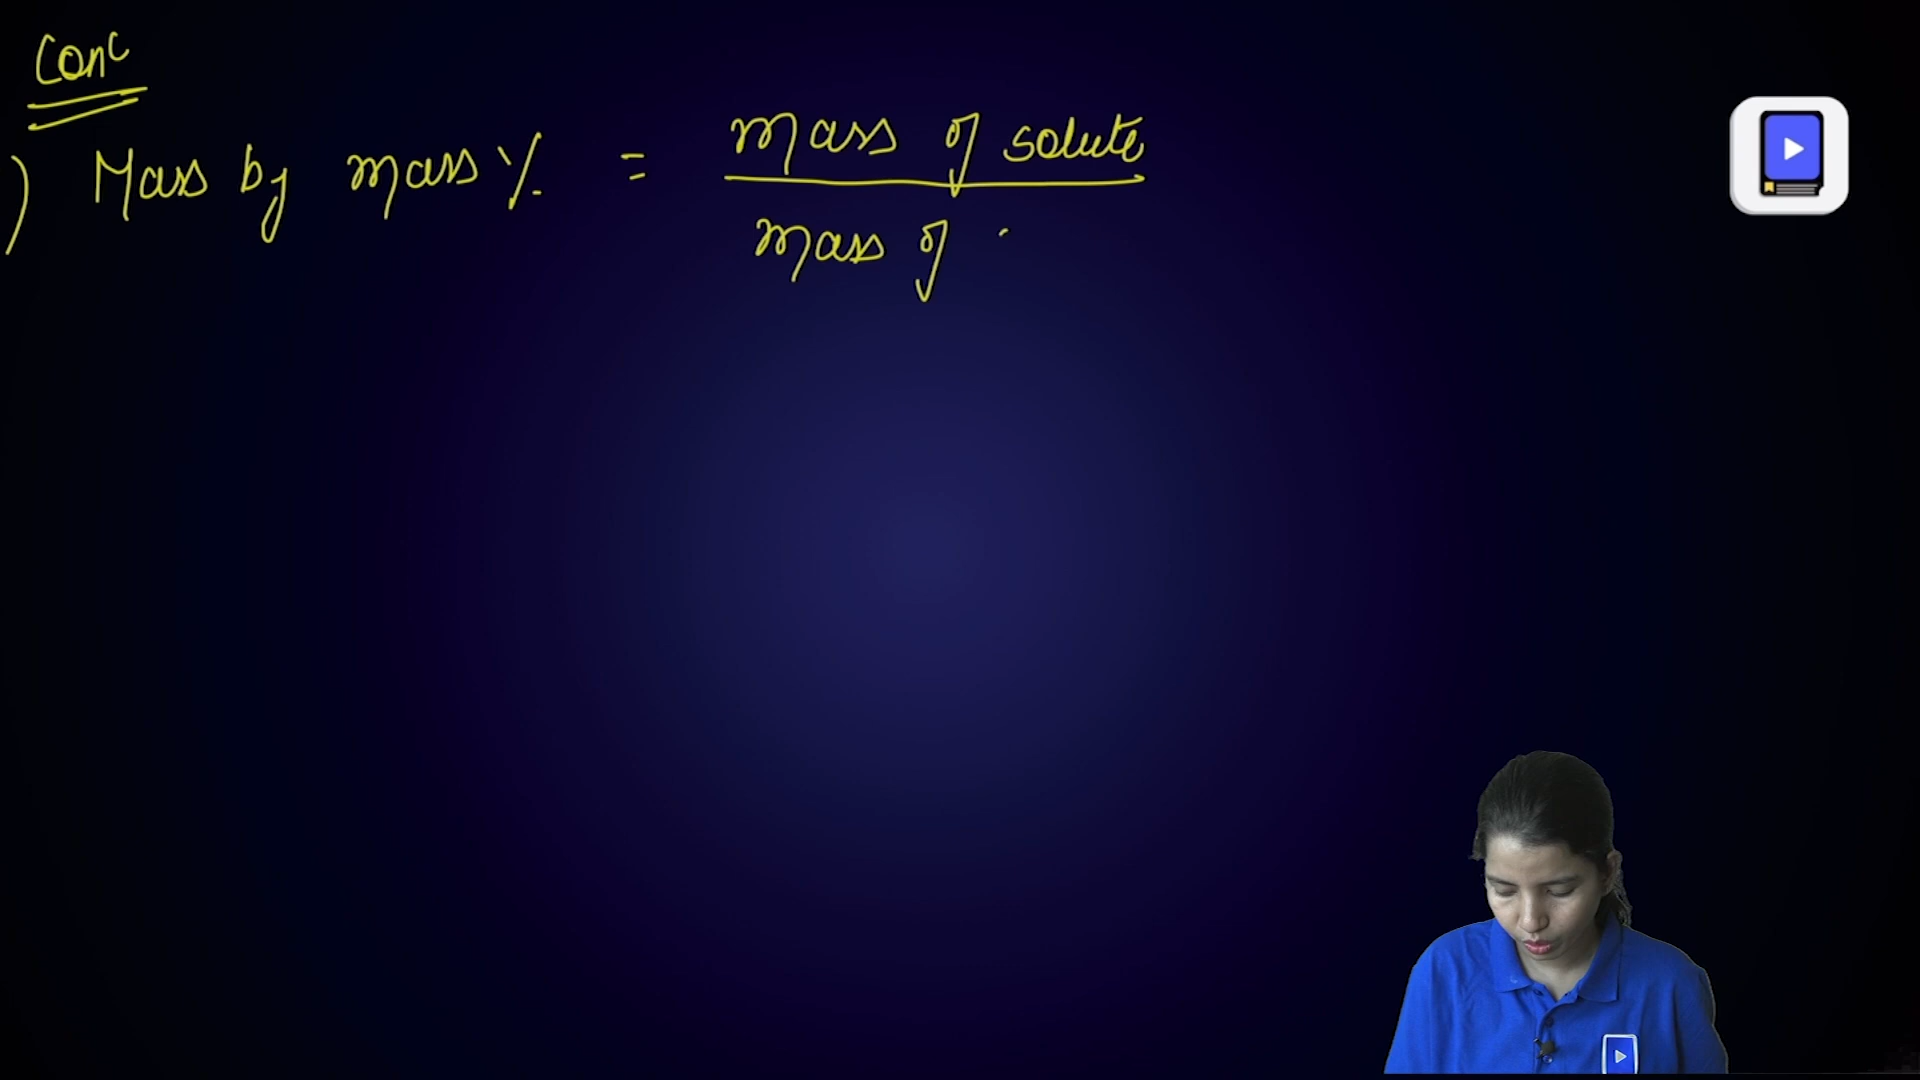 Conc
) Mass by mass % = mass of solute
mass of